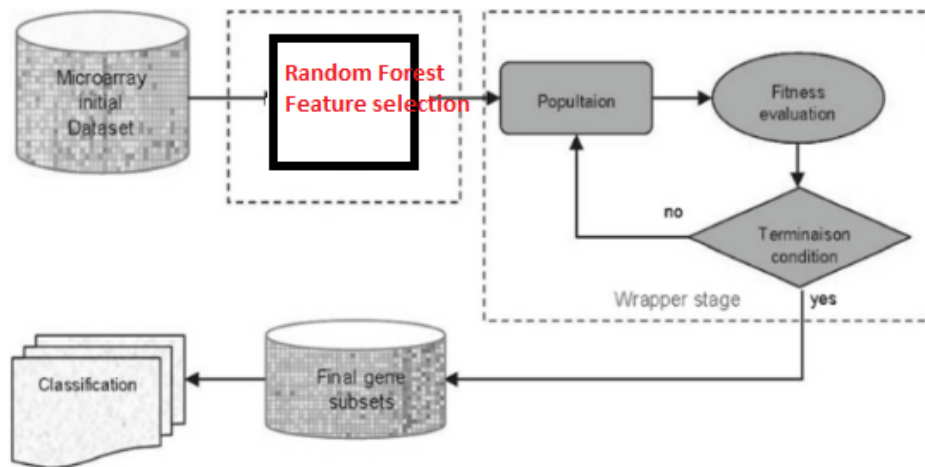 Microarray
initial
Dataset
Random Forest
Feature selection
Popultaion
Fitness
evaluation
no
Terminaison
condition
Wrapper stage
yes
Classification
Final gene
subsets